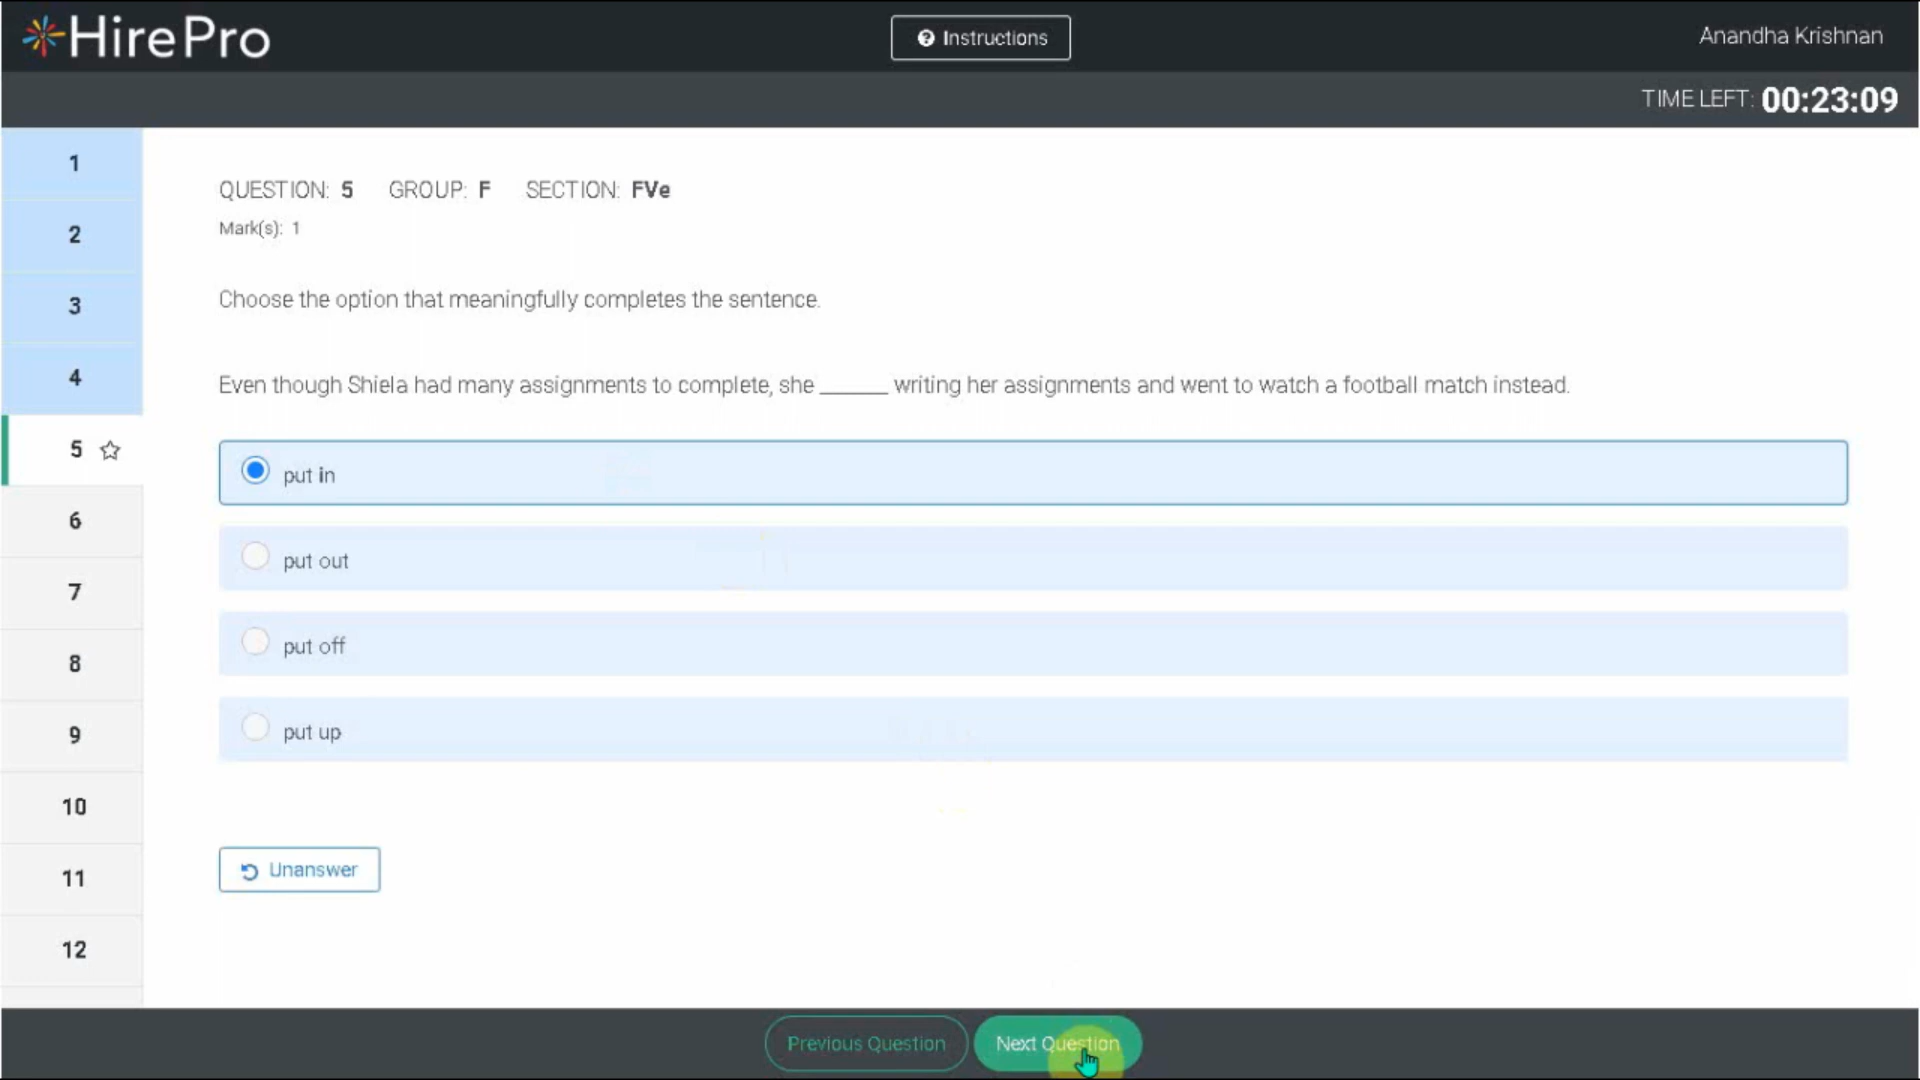 HirePro
Instructions
Anandha Krishnan
TIME LEFT: 00:23:09
1
2
3
4
5
6
7
8
9
10
11
12
QUESTION: 5 GROUP: F SECTION: FVe
Mark(s): 1
Choose the option that meaningfully completes the sentence.
Even though Shiela had many assignments to complete, she ______ writing her assignments and went to watch a football match instead.
put in
put out
put off
put up
Unanswer
Previous Question
Next Question